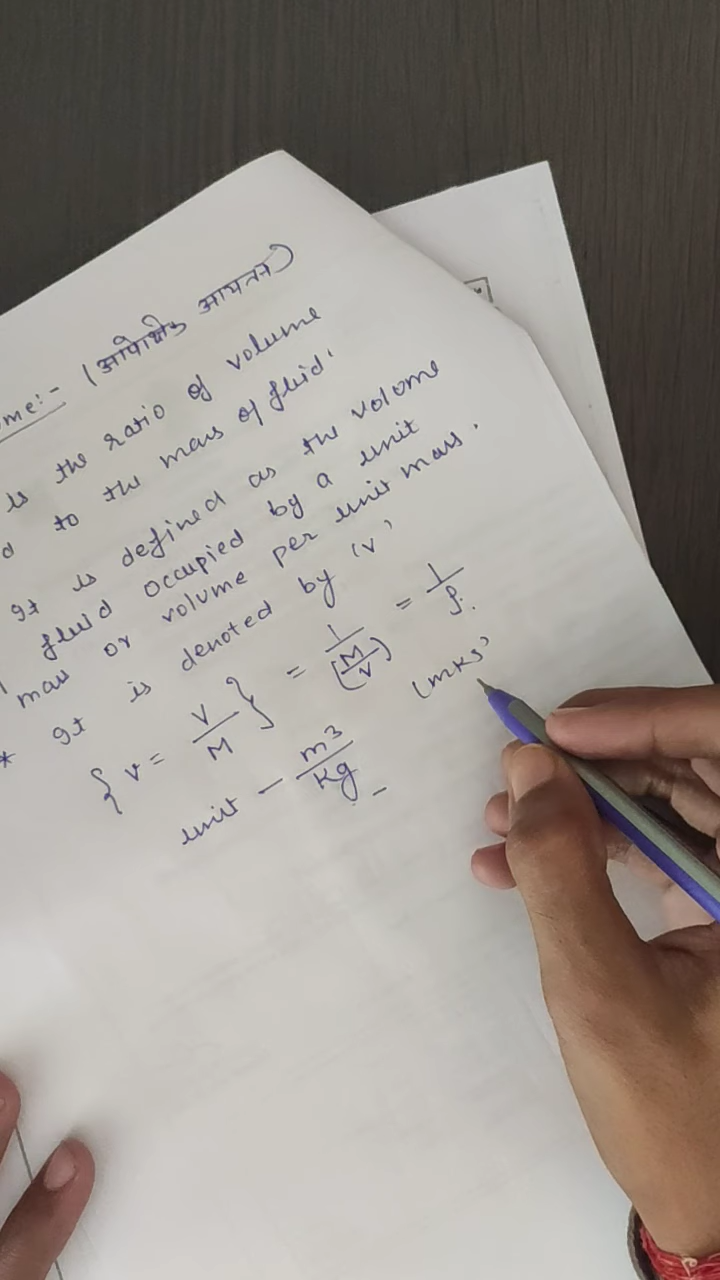 ome:- (आपेक्षिक आयतन)
is the ratio of volume
d to the mass of fluid.
It is defined as the volume
fluid occupied by a unit
mass or volume per unit mass.
* It is denoted by 'v'
{ v = V/M } = 1/(M/V) = 1/ρ.
unit - m3/kg - (MKS)